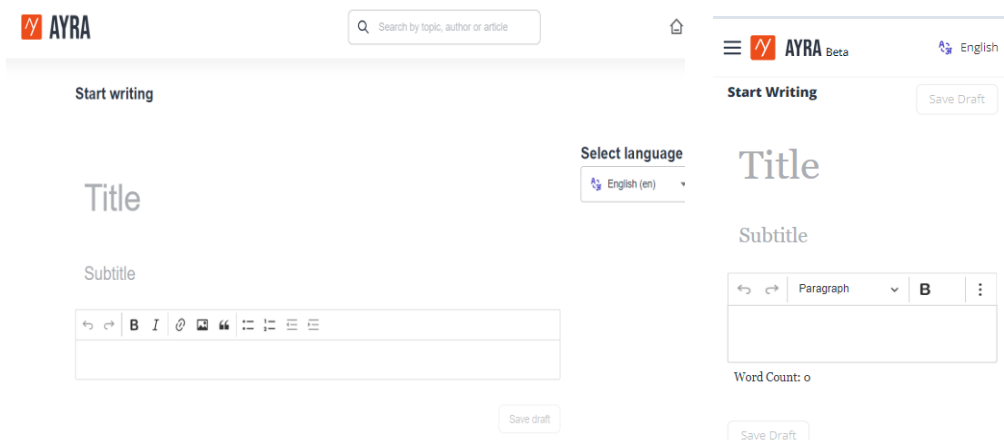 AYRA
Search by topic, author or article
Start writing
Select language
English (en)
Title
Subtitle
B I
Save draft
AYRA Beta
English
Start Writing
Save Draft
Title
Subtitle
Paragraph
B
Word Count: 0
Save Draft